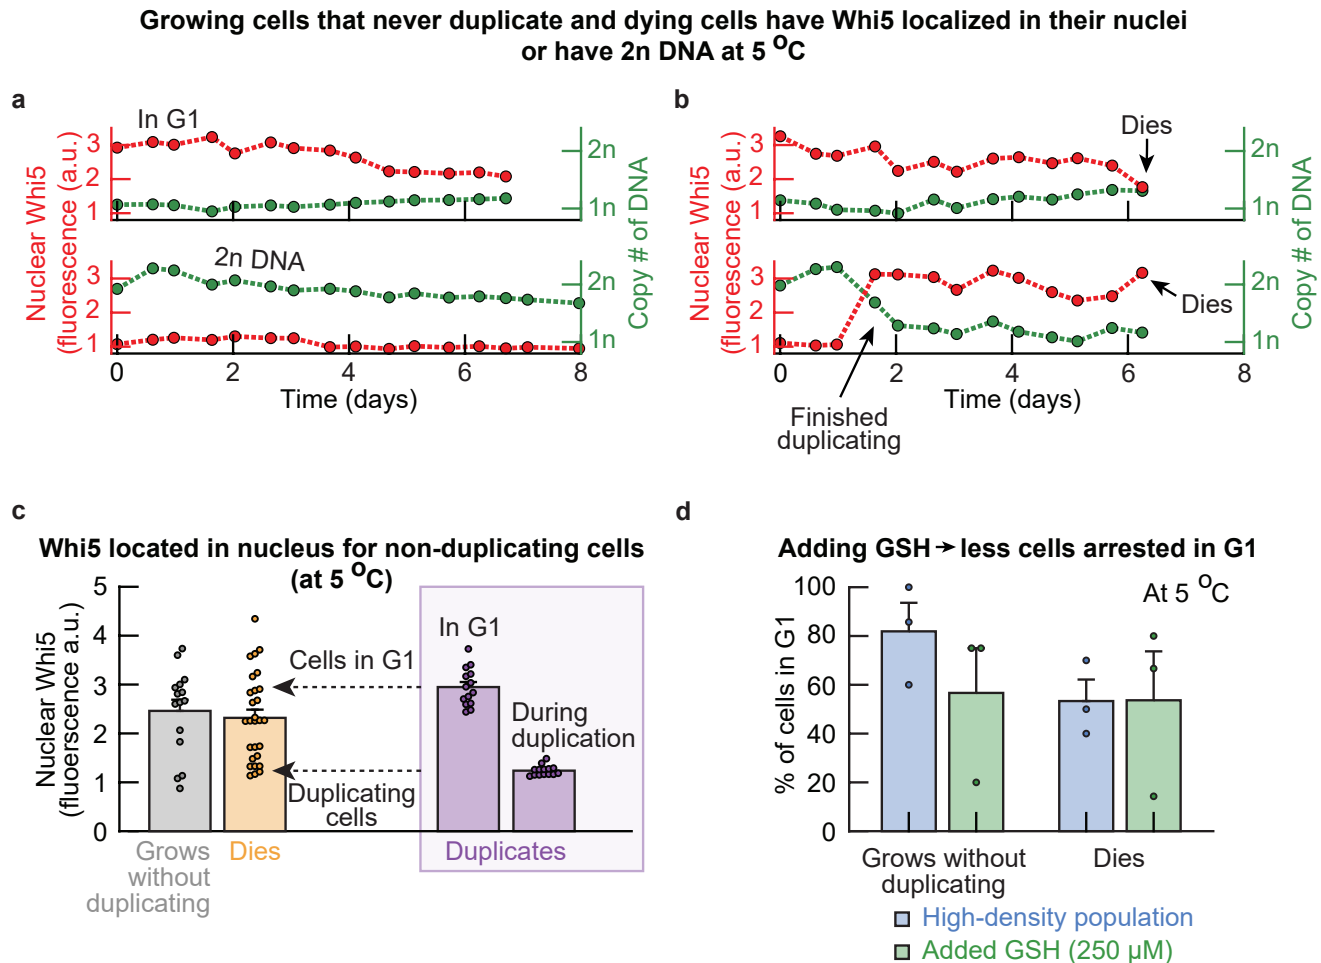 Growing cells that never duplicate and dying cells have Whi5 localized in their nuclei
or have 2n DNA at 5 ºC
a
In G1
Nuclear Whi5
(fluorescence (a.u.)
3
2
1
2n
1n
Copy # of DNA
2n DNA
3
2
1
2n
1n
0 2 4 6 8
Time (days)
b
Dies
Nuclear Whi5
(fluorescence (a.u.)
3
2
1
2n
1n
Copy # of DNA
3
2
1
2n
1n
Dies
0 2 4 6 8
Time (days)
Finished
duplicating
c
Whi5 located in nucleus for non-duplicating cells
(at 5 ºC)
Nuclear Whi5
(fluoerescence a.u.)
5
4
3
2
1
0
In G1
Cells in G1
During
duplication
Duplicating
cells
Grows
without
duplicating
Dies
Duplicates
d
Adding GSH → less cells arrested in G1
At 5 ºC
% of cells in G1
100
80
60
40
20
0
Grows without
duplicating
Dies
High-density population
Added GSH (250 µM)